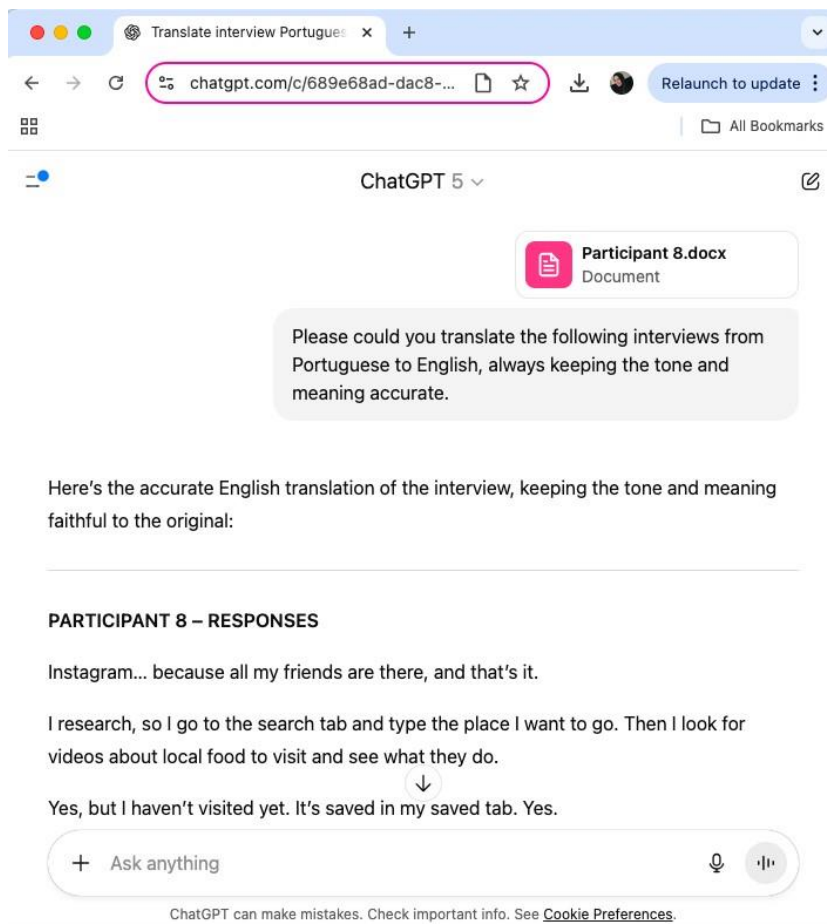 Translate interview Portugues
chatgpt.com/c/689e68ad-dac8-...
Relaunch to update
All Bookmarks
ChatGPT 5
Participant 8.docx
Document
Please could you translate the following interviews from
Portuguese to English, always keeping the tone and
meaning accurate.
Here's the accurate English translation of the interview, keeping the tone and meaning
faithful to the original:
PARTICIPANT 8 – RESPONSES
Instagram... because all my friends are there, and that's it.
I research, so I go to the search tab and type the place I want to go. Then I look for
videos about local food to visit and see what they do.
Yes, but I haven't visited yet. It's saved in my saved tab. Yes.
Ask anything
ChatGPT can make mistakes. Check important info. See Cookie Preferences.